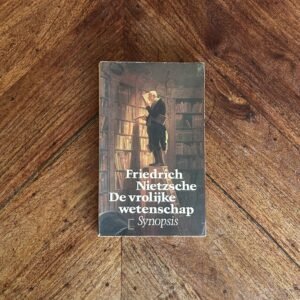 Friedrich
Nietzsche
De vrolijke
wetenschap
Synopsis